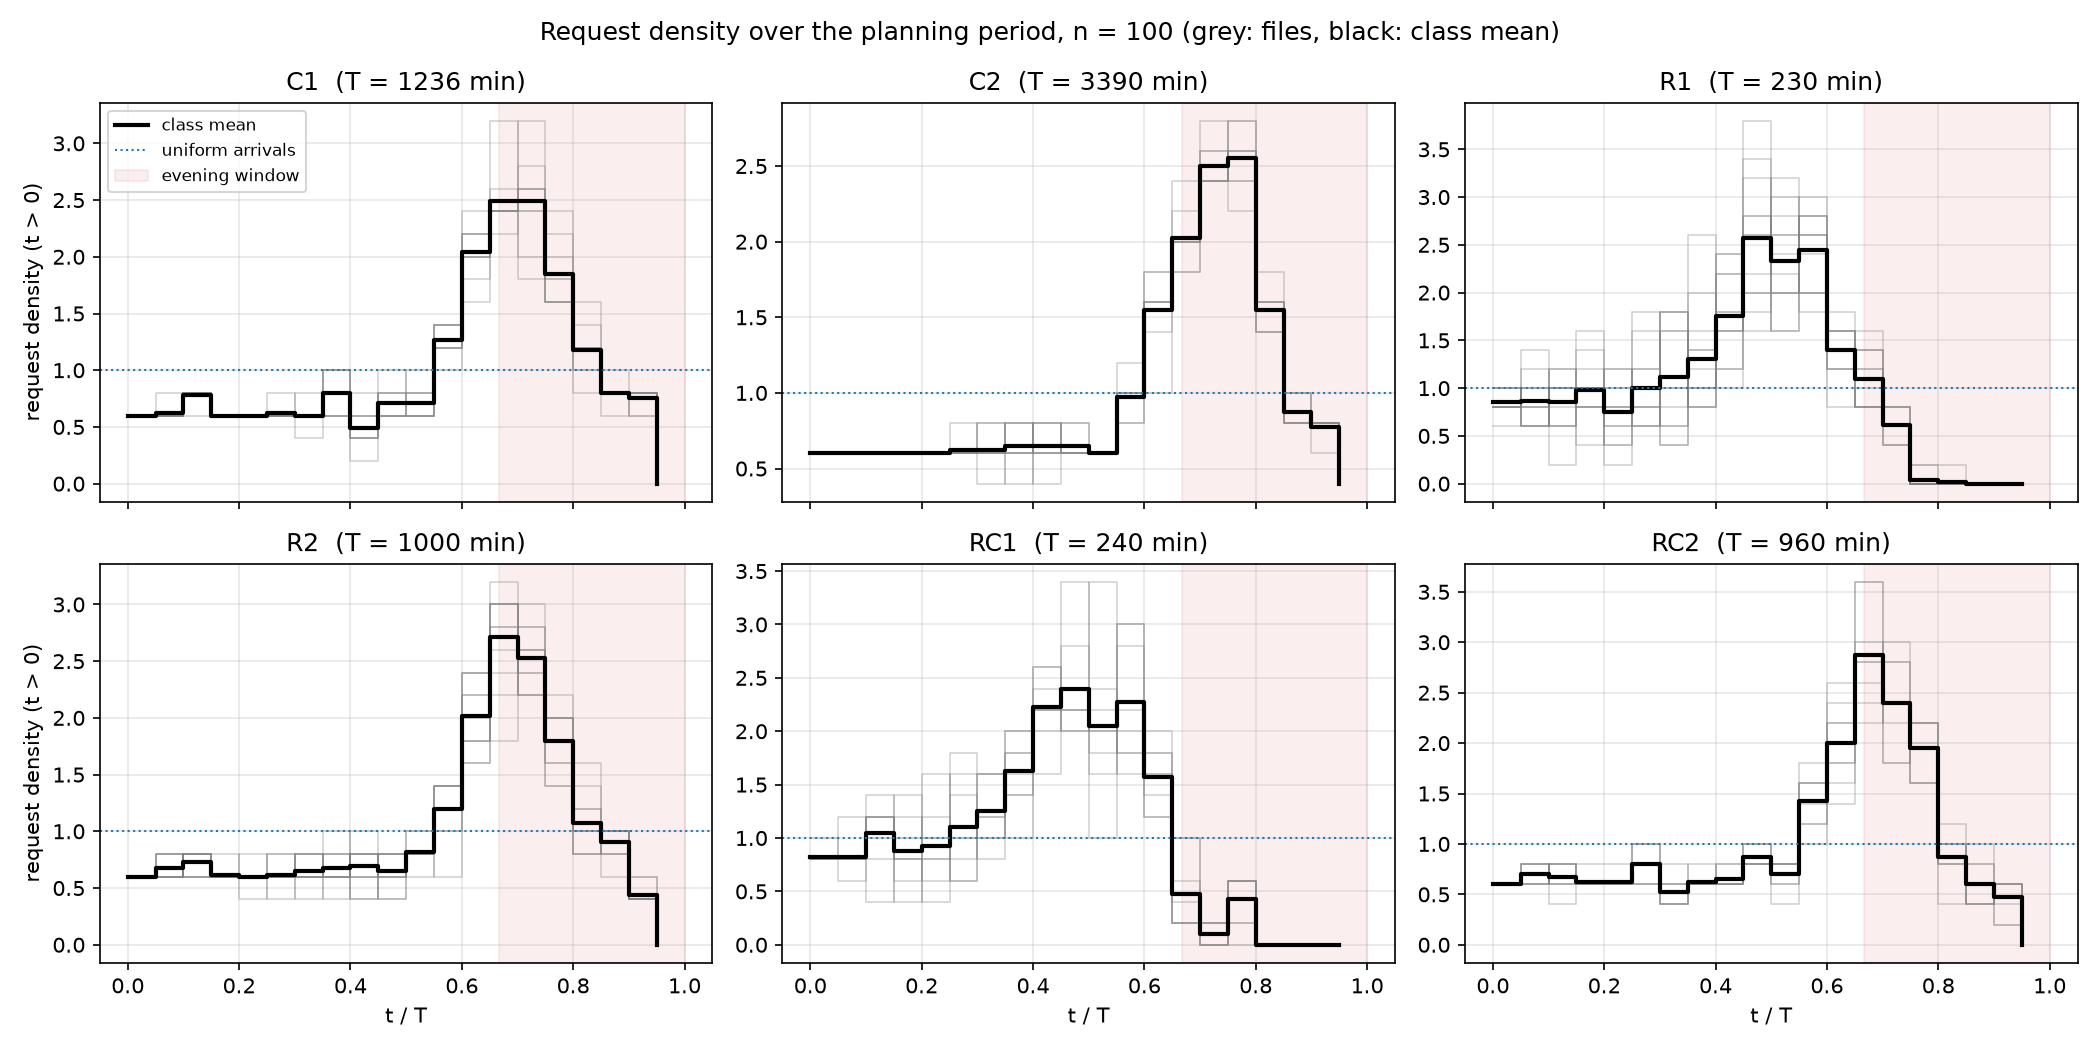 Request density over the planning period, n = 100 (grey: files, black: class mean)
C1 (T = 1236 min)
C2 (T = 3390 min)
R1 (T = 230 min)
class mean
uniform arrivals
evening window
request density (t > 0)
3.0
2.5
2.0
1.5
1.0
0.5
0.0
2.5
2.0
1.5
1.0
0.5
3.5
3.0
2.5
2.0
1.5
1.0
0.5
0.0
R2 (T = 1000 min)
RC1 (T = 240 min)
RC2 (T = 960 min)
request density (t > 0)
3.0
2.5
2.0
1.5
1.0
0.5
0.0
3.5
3.0
2.5
2.0
1.5
1.0
0.5
0.0
3.5
3.0
2.5
2.0
1.5
1.0
0.5
0.0
0.0 0.2 0.4 0.6 0.8 1.0
0.0 0.2 0.4 0.6 0.8 1.0
0.0 0.2 0.4 0.6 0.8 1.0
t / T
t / T
t / T